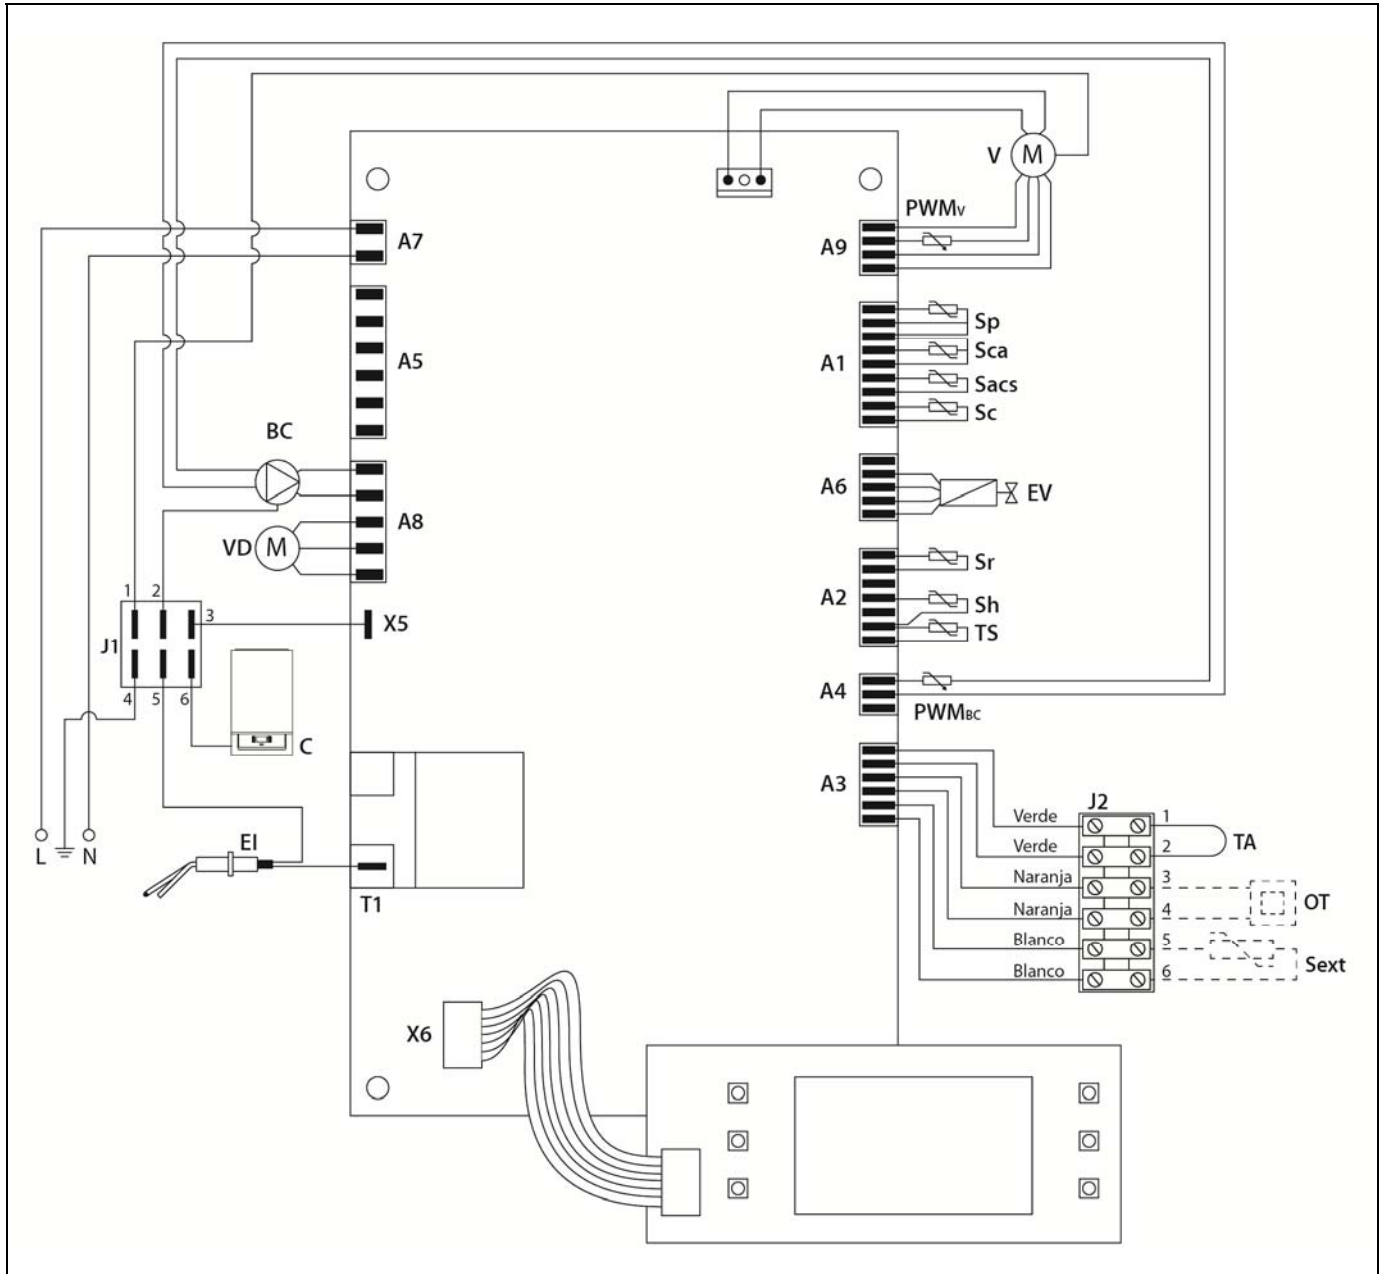 V
M
PWMV
A7
A9
Sp
Sca
A5
A1
Sacs
Sc
BC
A6
EV
A8
VD
M
Sr
A2
Sh
TS
1
2
3
X5
J1
4
5
6
A4
PWMBC
C
A3
J2
Verde
1
TA
Verde
2
Naranja
3
OT
Naranja
4
Blanco
5
Sext
Blanco
6
L
N
EI
T1
X6